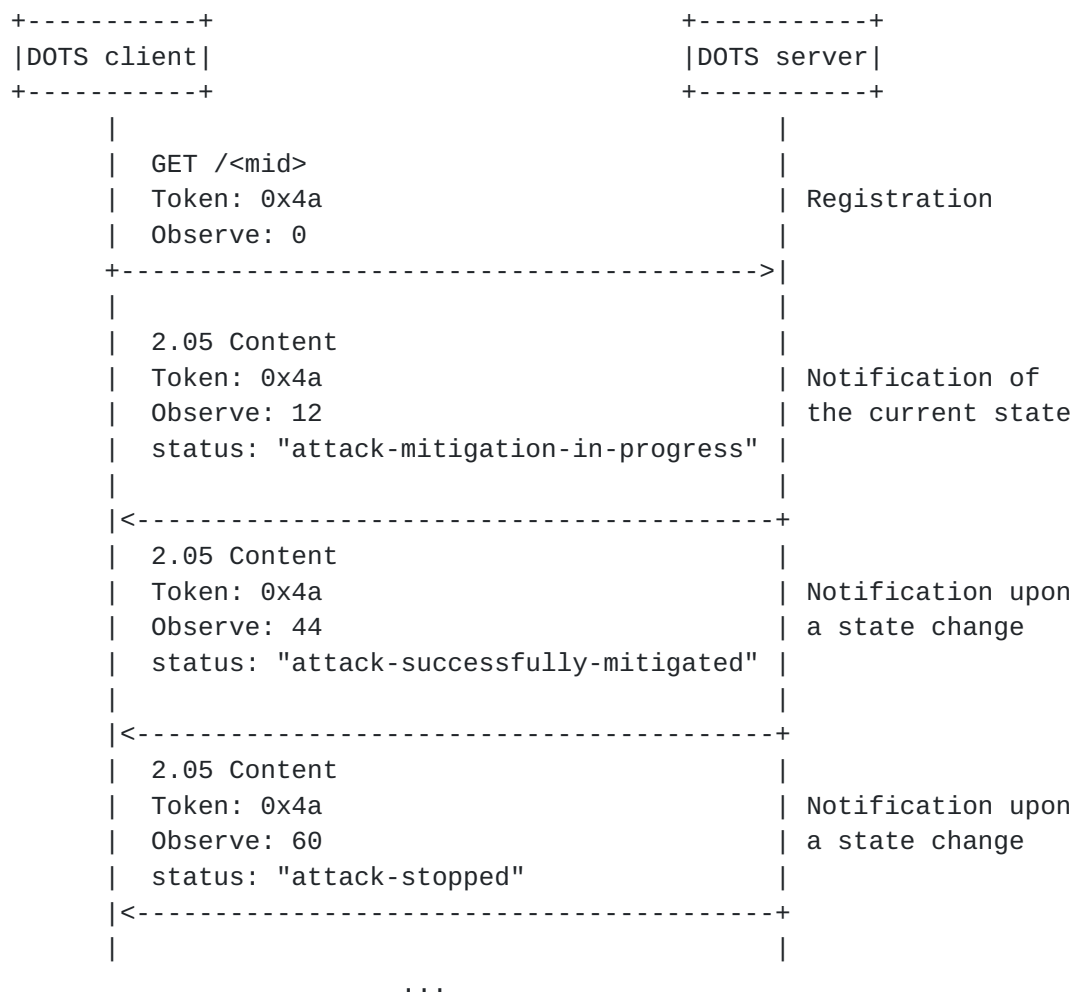 +-----------+                              +-----------+
|DOTS client|                              |DOTS server|
+-----------+                              +-----------+
      |                                          |
      |  GET /<mid>                              |
      |  Token: 0x4a                             | Registration
      |  Observe: 0                              |
      +----------------------------------------->|
      |                                          |
      |  2.05 Content                            |
      |  Token: 0x4a                             | Notification of
      |  Observe: 12                             | the current state
      |  status: "attack-mitigation-in-progress" |
      |                                          |
      |<-----------------------------------------+
      |  2.05 Content                            |
      |  Token: 0x4a                             | Notification upon
      |  Observe: 44                             | a state change
      |  status: "attack-successfully-mitigated" |
      |                                          |
      |<-----------------------------------------+
      |  2.05 Content                            |
      |  Token: 0x4a                             | Notification upon
      |  Observe: 60                             | a state change
      |  status: "attack-stopped"                |
      |<-----------------------------------------+
      |                                          |
                         ...